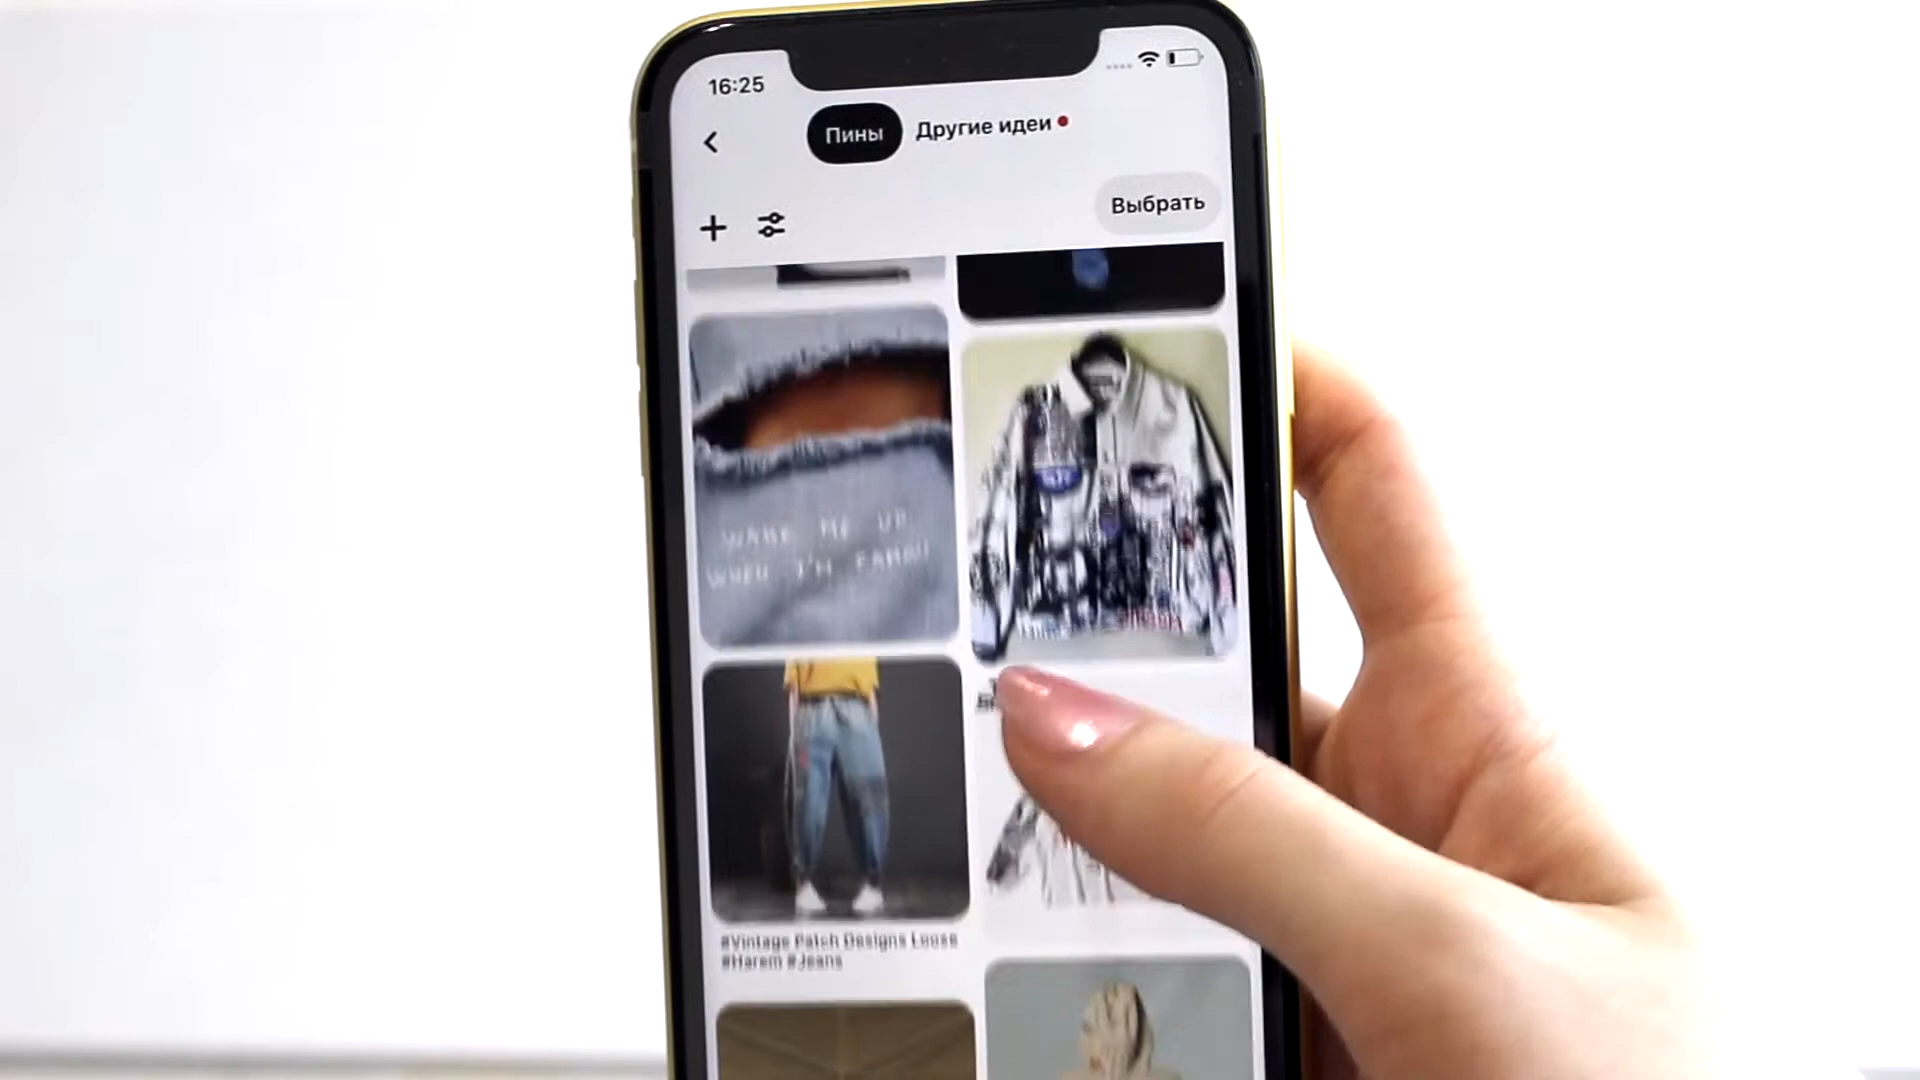 16:25
Пины
Другие идеи
Выбрать
WAKE ME UP
WHEN I'M FAMOUS
#Vintage Patch Designs Loose
#Harem #Jeans